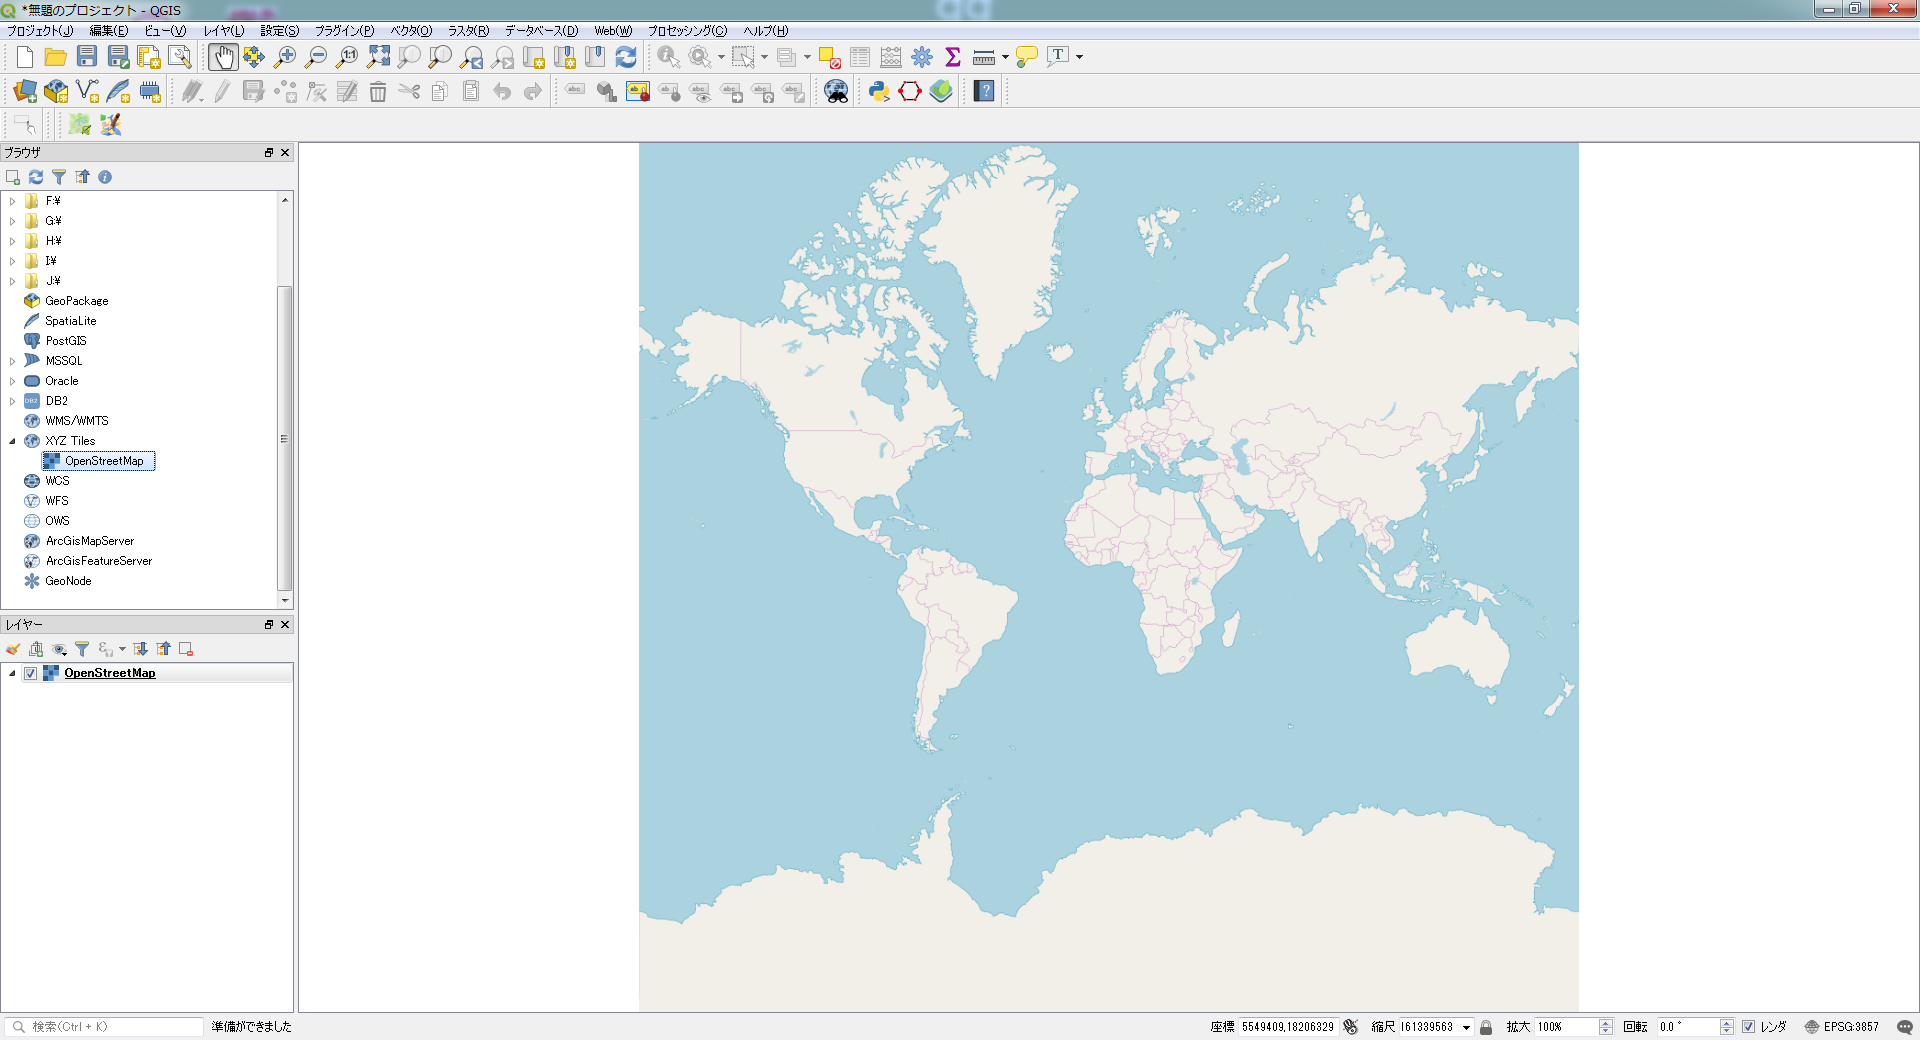 *無題のプロジェクト - QGIS
プロジェクト(J) 編集(E) ビュー(V) レイヤ(L) 設定(S) プラグイン(P) ベクタ(O) ラスタ(R) データベース(D) Web(W) プロセッシング(C) ヘルプ(H)
ブラウザ
F:¥
G:¥
H:¥
I:¥
J:¥
GeoPackage
SpatiaLite
PostGIS
MSSQL
Oracle
DB2
WMS/WMTS
XYZ Tiles
OpenStreetMap
WCS
WFS
OWS
ArcGisMapServer
ArcGisFeatureServer
GeoNode
レイヤー
OpenStreetMap
検索(Ctrl + K) 準備ができました 座標 5549409,18206329 縮尺 161339563 拡大 100% 回転 0.0 ° レンダ EPSG:3857